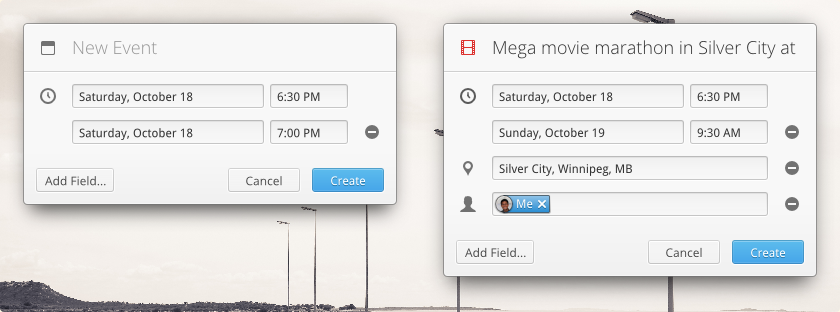 New Event
Saturday, October 18 6:30 PM
Saturday, October 18 7:00 PM
Add Field... Cancel Create
Mega movie marathon in Silver City at
Saturday, October 18 6:30 PM
Sunday, October 19 9:30 AM
Silver City, Winnipeg, MB
Me
Add Field... Cancel Create